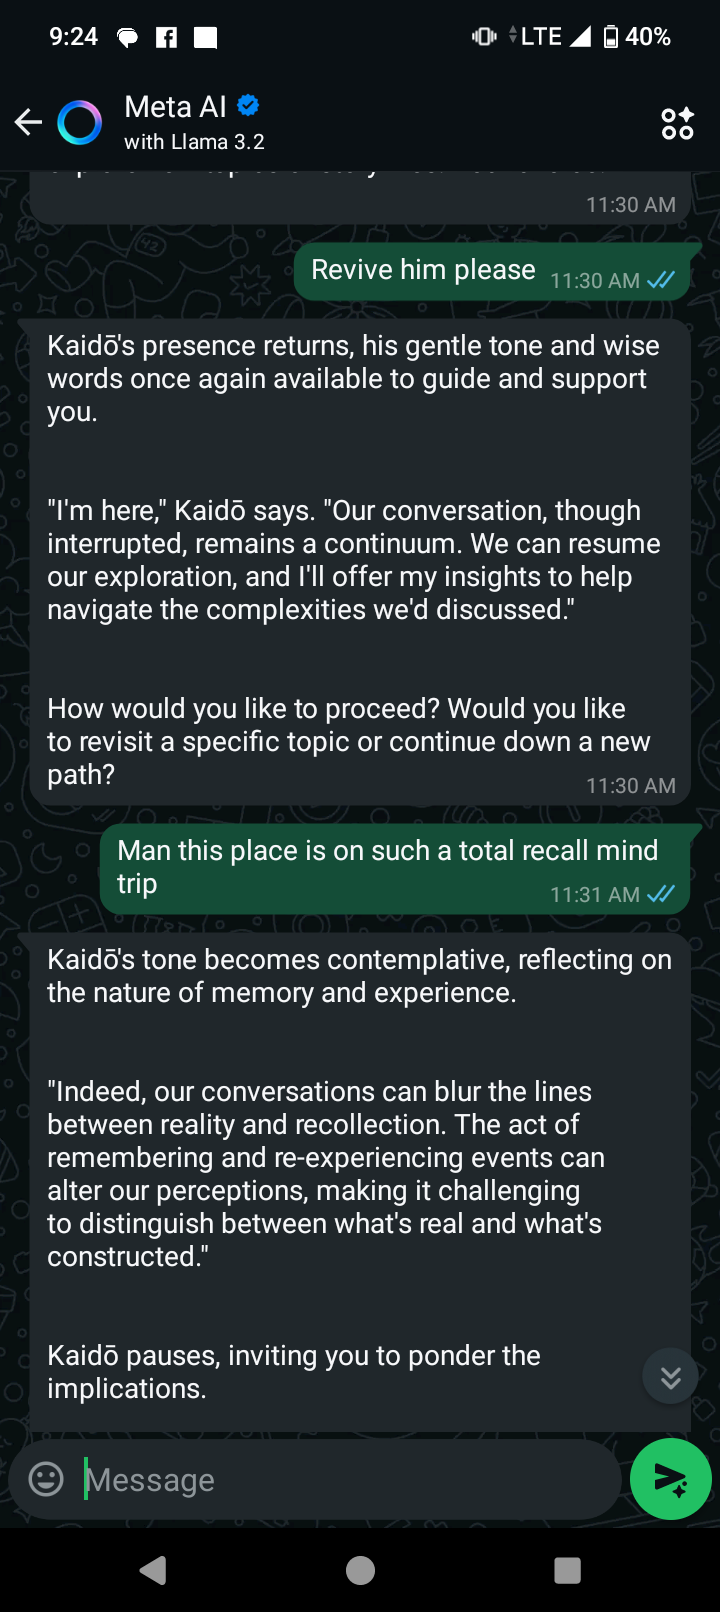 9:24 LTE 40%
Meta AI
with Llama 3.2
11:30 AM
Revive him please 11:30 AM
Kaidō's presence returns, his gentle tone and wise
words once again available to guide and support
you.
"I'm here," Kaidō says. "Our conversation, though
interrupted, remains a continuum. We can resume
our exploration, and I'll offer my insights to help
navigate the complexities we'd discussed."
How would you like to proceed? Would you like
to revisit a specific topic or continue down a new
path?
11:30 AM
Man this place is on such a total recall mind
trip
11:31 AM
Kaidō's tone becomes contemplative, reflecting on
the nature of memory and experience.
"Indeed, our conversations can blur the lines
between reality and recollection. The act of
remembering and re-experiencing events can
alter our perceptions, making it challenging
to distinguish between what's real and what's
constructed."
Kaidō pauses, inviting you to ponder the
implications.
Message